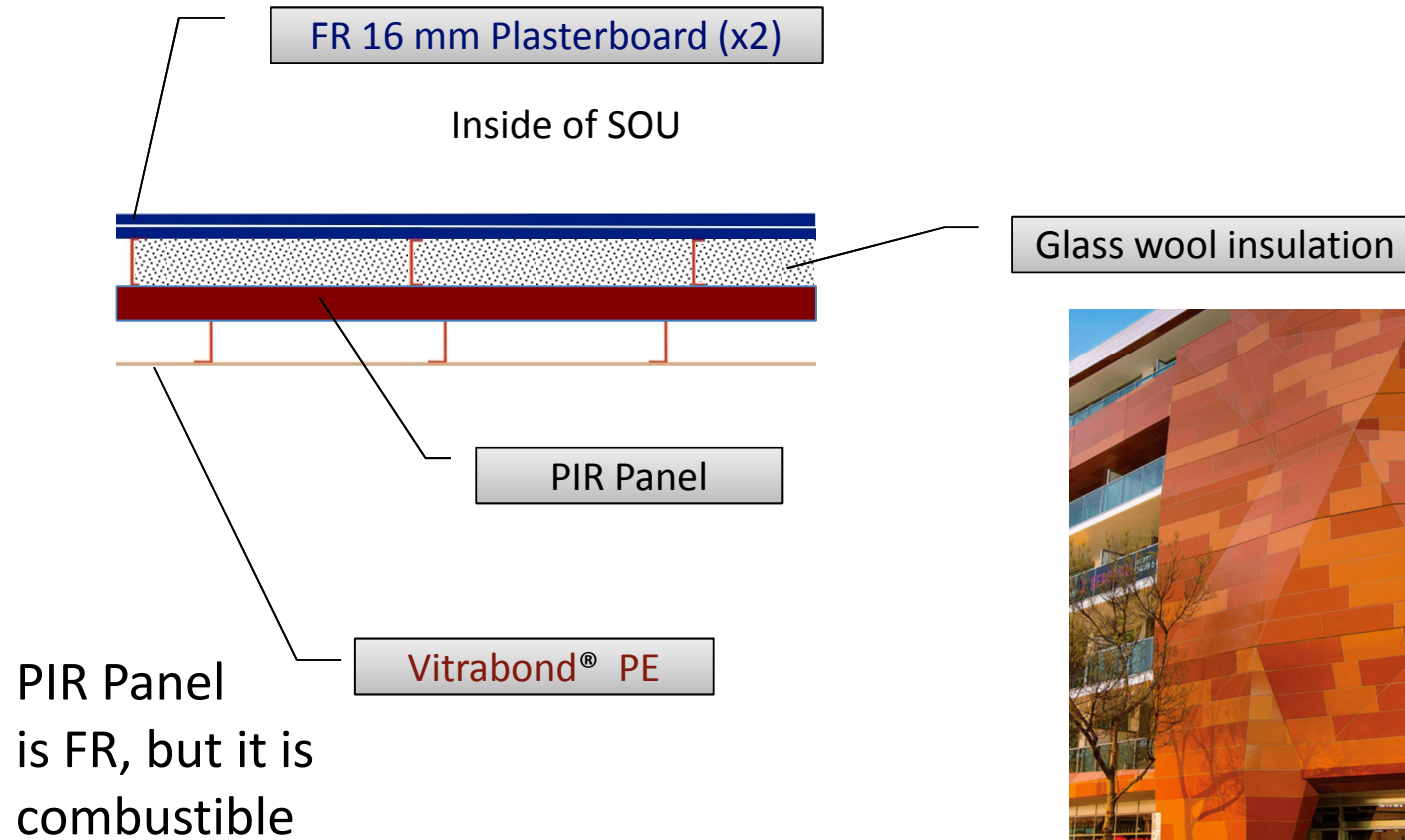 FR 16 mm Plasterboard (x2)
Inside of SOU
Glass wool insulation
PIR Panel
Vitrabond® PE
PIR Panel
is FR, but it is
combustible